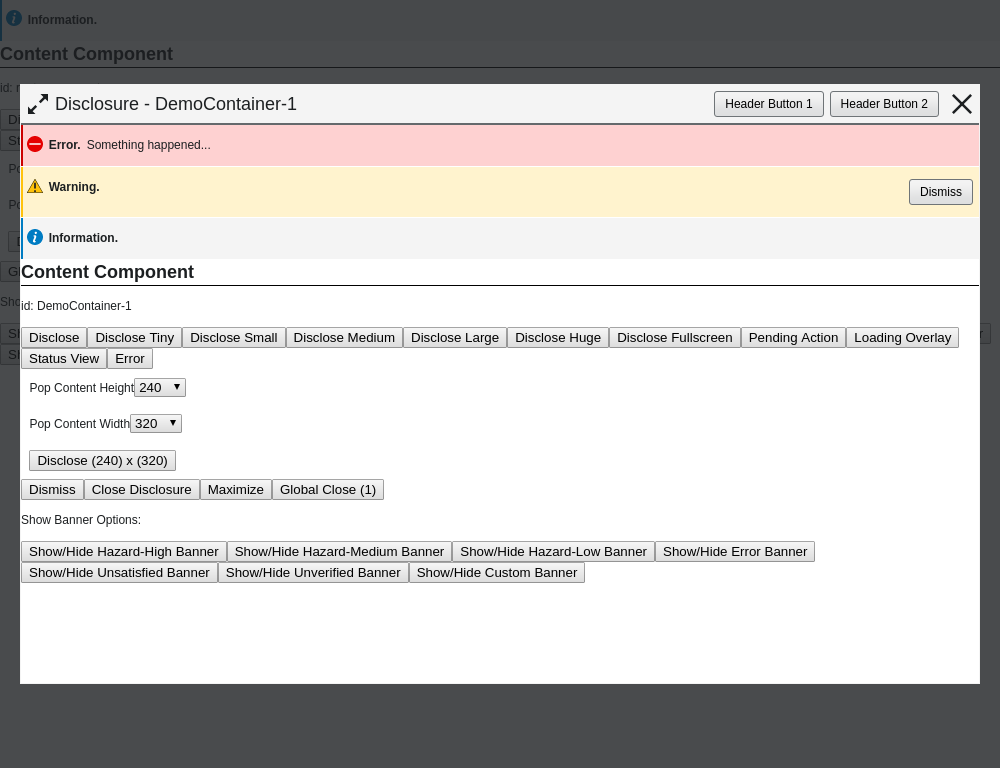 Information.
Content Component
id:
Disclosure - DemoContainer-1
Header Button 1
Header Button 2
Error. Something happened...
Warning.
Dismiss
Information.
Content Component
id: DemoContainer-1
Disclose Disclose Tiny Disclose Small Disclose Medium Disclose Large Disclose Huge Disclose Fullscreen Pending Action Loading Overlay
Status View Error
Pop Content Height 240
Pop Content Width 320
Disclose (240) x (320)
Dismiss Close Disclosure Maximize Global Close (1)
Show Banner Options:
Show/Hide Hazard-High Banner Show/Hide Hazard-Medium Banner Show/Hide Hazard-Low Banner Show/Hide Error Banner
Show/Hide Unsatisfied Banner Show/Hide Unverified Banner Show/Hide Custom Banner